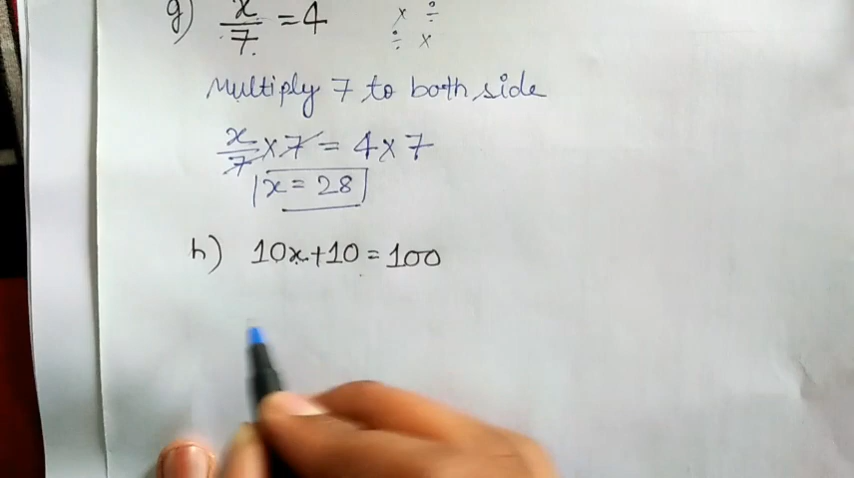 g) x/7 = 4 × ÷
÷ ×
Multiply 7 to both side
x/7 × 7 = 4 × 7
x = 28
h) 10x + 10 = 100